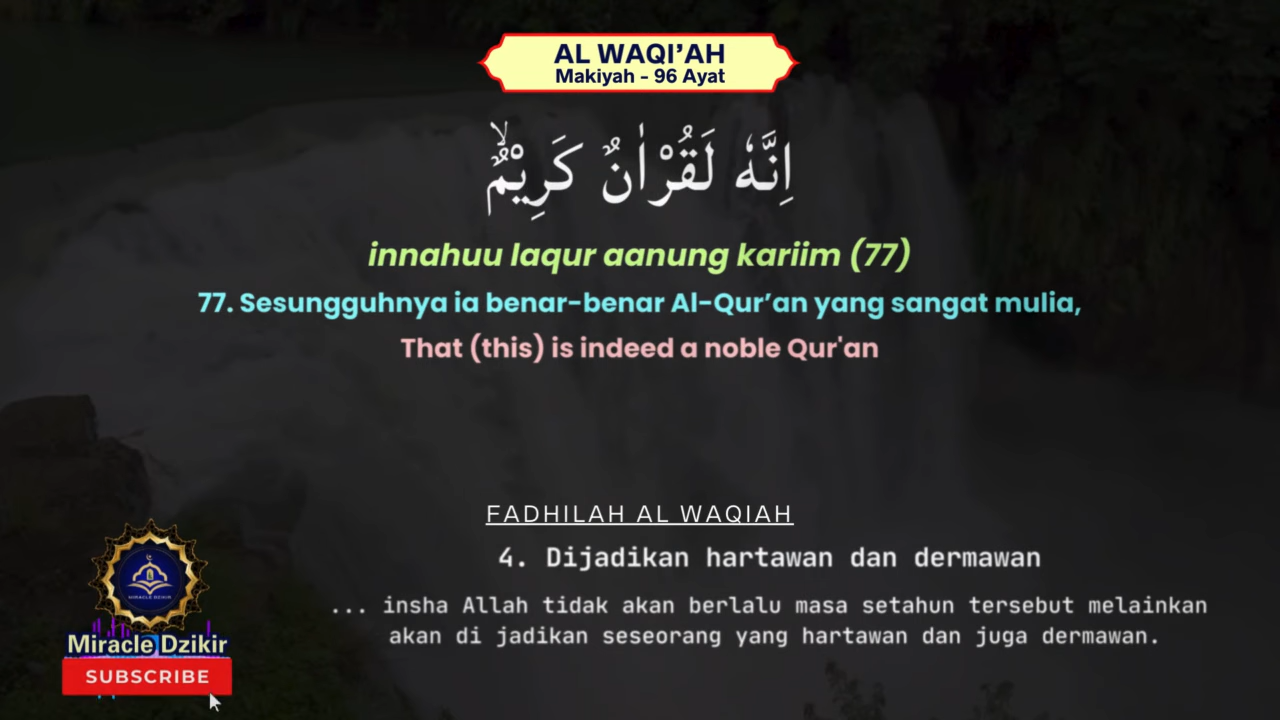 AL WAQI’AH
Makiyah - 96 Ayat
اِنَّهٗ لَقُرْاٰنٌ كَرِيْمٌۙ
innahuu laqur aanung kariim (77)
77. Sesungguhnya ia benar-benar Al-Qur’an yang sangat mulia,
That (this) is indeed a noble Qur'an
FADHILAH AL WAQIAH
4. Dijadikan hartawan dan dermawan
... insha Allah tidak akan berlalu masa setahun tersebut melainkan
akan di jadikan seseorang yang hartawan dan juga dermawan.
MIRACLE DZIKIR
Miracle Dzikir
SUBSCRIBE